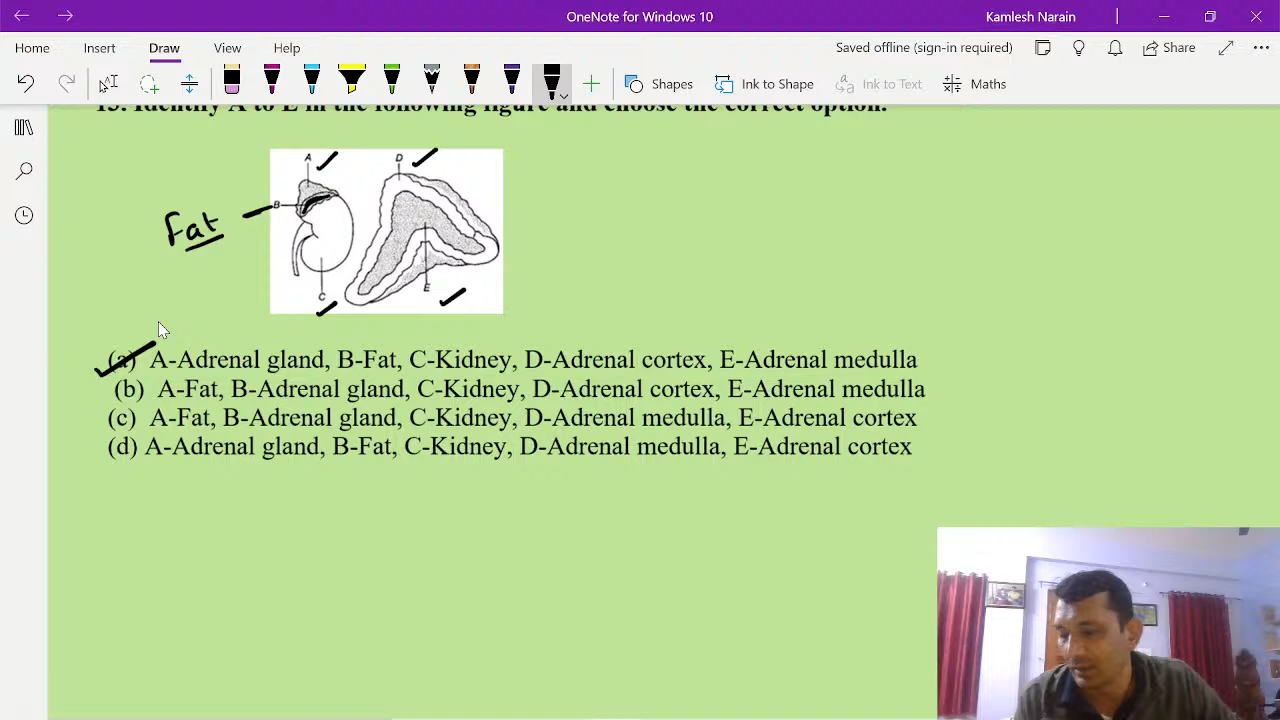 OneNote for Windows 10
Kamlesh Narain
Home Insert Draw View Help
Saved offline (sign-in required)
Share
Shapes
Ink to Shape
Ink to Text
Maths
13. Identify A to E in the following figure and choose the correct option.
A
D
B
Fat
C
E
(a) A-Adrenal gland, B-Fat, C-Kidney, D-Adrenal cortex, E-Adrenal medulla
(b) A-Fat, B-Adrenal gland, C-Kidney, D-Adrenal cortex, E-Adrenal medulla
(c) A-Fat, B-Adrenal gland, C-Kidney, D-Adrenal medulla, E-Adrenal cortex
(d) A-Adrenal gland, B-Fat, C-Kidney, D-Adrenal medulla, E-Adrenal cortex